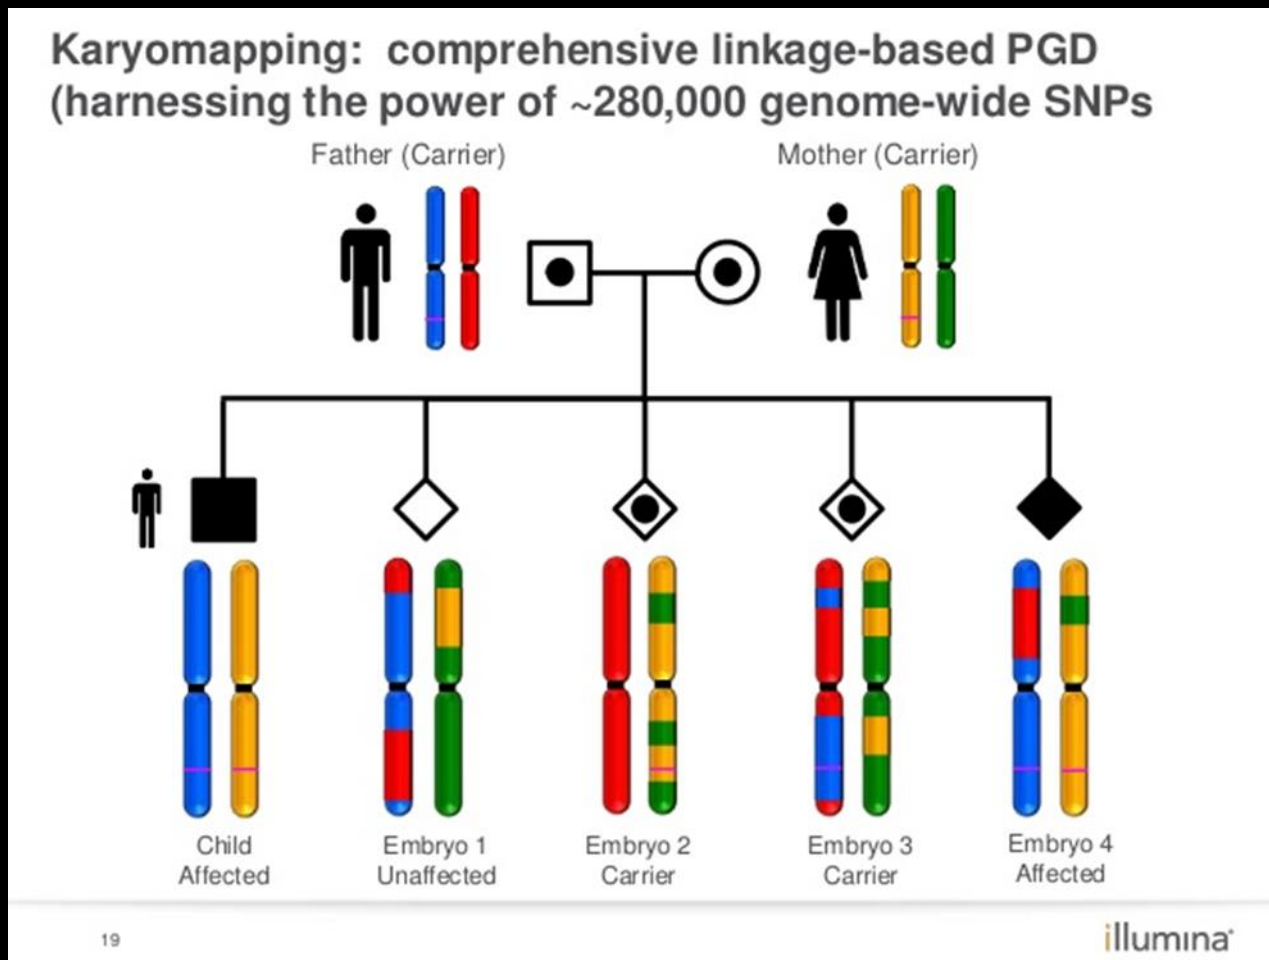 Karyomapping: comprehensive linkage-based PGD
(harnessing the power of ~280,000 genome-wide SNPs
Father (Carrier)
Mother (Carrier)
Child
Affected
Embryo 1
Unaffected
Embryo 2
Carrier
Embryo 3
Carrier
Embryo 4
Affected
19
illumina